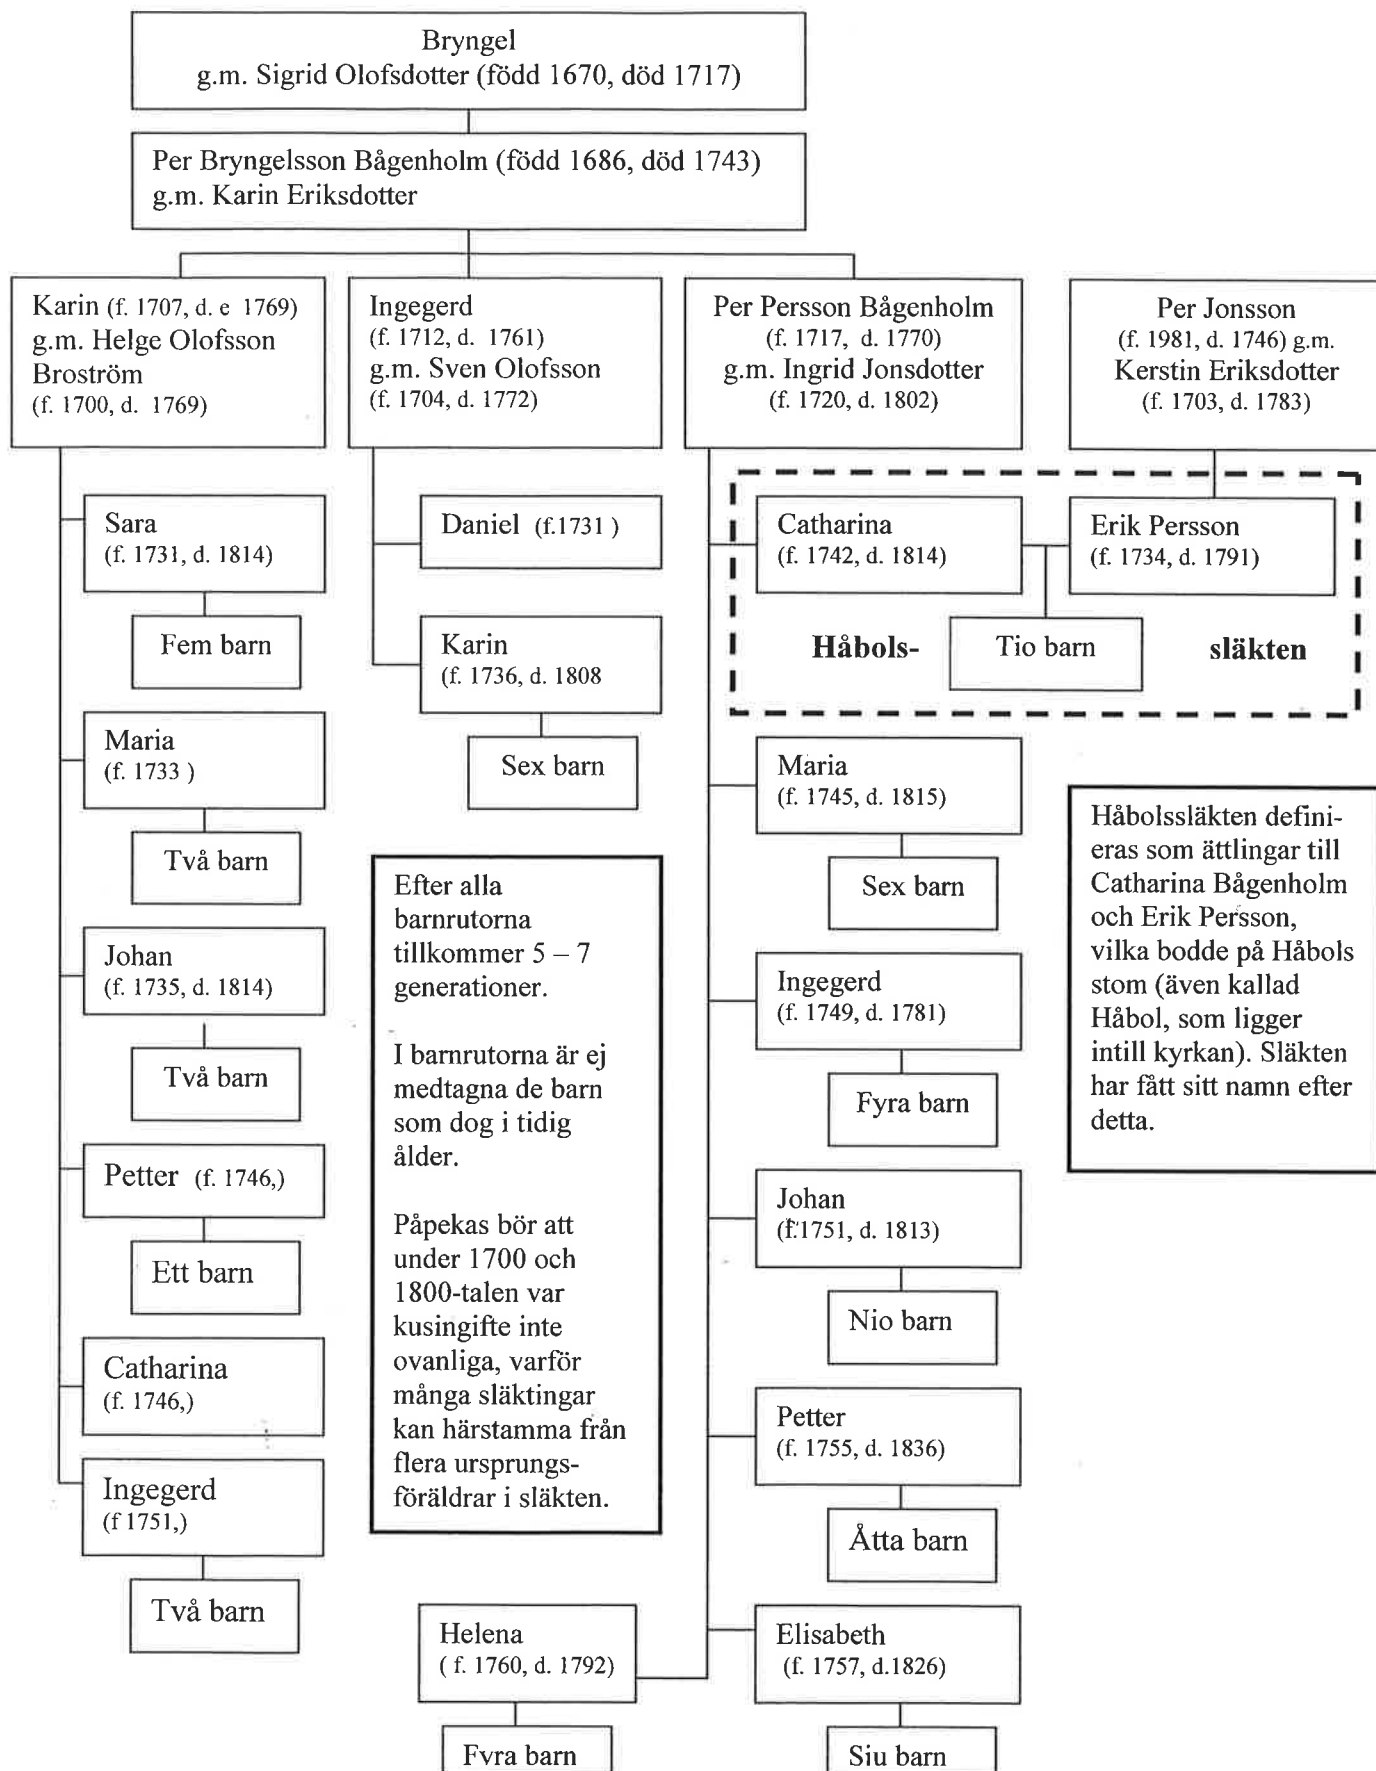 Bryngel
g.m. Sigrid Olofsdotter (född 1670, död 1717)
Per Bryngelsson Bågenholm (född 1686, död 1743)
g.m. Karin Eriksdotter
Karin (f. 1707, d. e 1769)
g.m. Helge Olofsson
Broström
(f. 1700, d. 1769)
Ingegerd
(f. 1712, d. 1761)
g.m. Sven Olofsson
(f. 1704, d. 1772)
Per Persson Bågenholm
(f. 1717, d. 1770)
g.m. Ingrid Jonsdotter
(f. 1720, d. 1802)
Per Jonsson
(f. 1981, d. 1746) g.m.
Kerstin Eriksdotter
(f. 1703, d. 1783)
Sara
(f. 1731, d. 1814)
Fem barn
Maria
(f. 1733 )
Två barn
Johan
(f. 1735, d. 1814)
Två barn
Petter (f. 1746,)
Ett barn
Catharina
(f. 1746,)
Ingegerd
(f 1751,)
Två barn
Daniel (f.1731 )
Karin
(f. 1736, d. 1808
Sex barn
Efter alla
barnrutorna
tillkommer 5 – 7
generationer.
I barnrutorna är ej
medtagna de barn
som dog i tidig
ålder.
Påpekas bör att
under 1700 och
1800-talen var
kusingifte inte
ovanliga, varför
många släktingar
kan härstamma från
flera ursprungs-
föräldrar i släkten.
Catharina
(f. 1742, d. 1814)
Erik Persson
(f. 1734, d. 1791)
Håbols- Tio barn släkten
Maria
(f. 1745, d. 1815)
Sex barn
Ingegerd
(f. 1749, d. 1781)
Fyra barn
Johan
(f.1751, d. 1813)
Nio barn
Petter
(f. 1755, d. 1836)
Åtta barn
Helena
( f. 1760, d. 1792)
Fyra barn
Elisabeth
(f. 1757, d.1826)
Sju barn
Håbolssläkten defini-
eras som ättlingar till
Catharina Bågenholm
och Erik Persson,
vilka bodde på Håbols
stom (även kallad
Håbol, som ligger
intill kyrkan). Släkten
har fått sitt namn efter
detta.